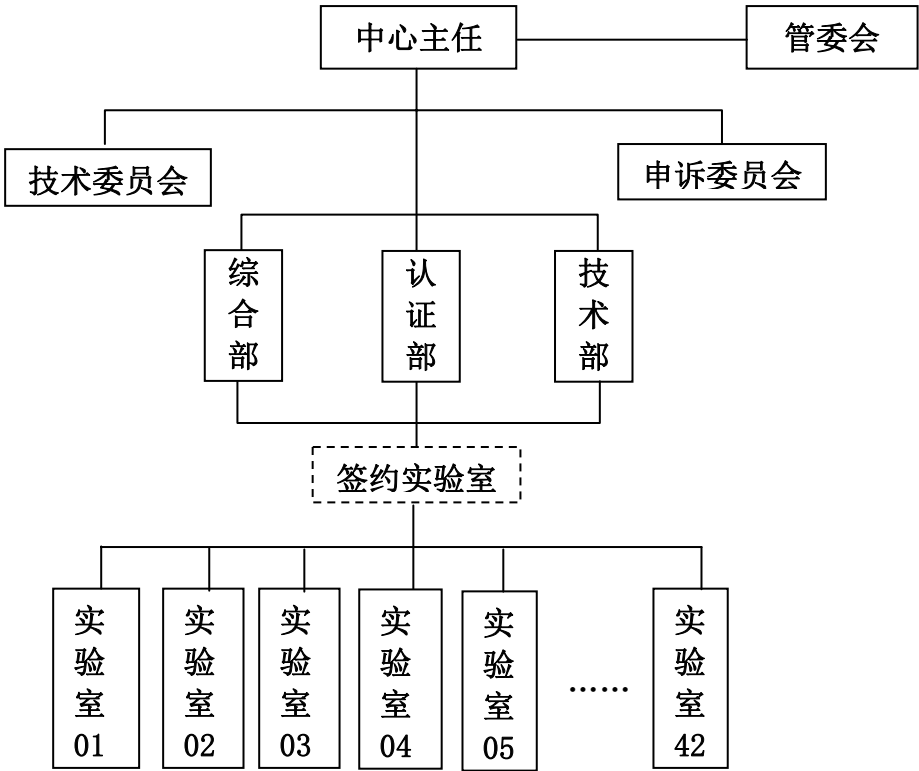 中心主任
管委会
技术委员会
申诉委员会
综合部
认证部
技术部
签约实验室
实验室01
实验室02
实验室03
实验室04
实验室05
……
实验室42